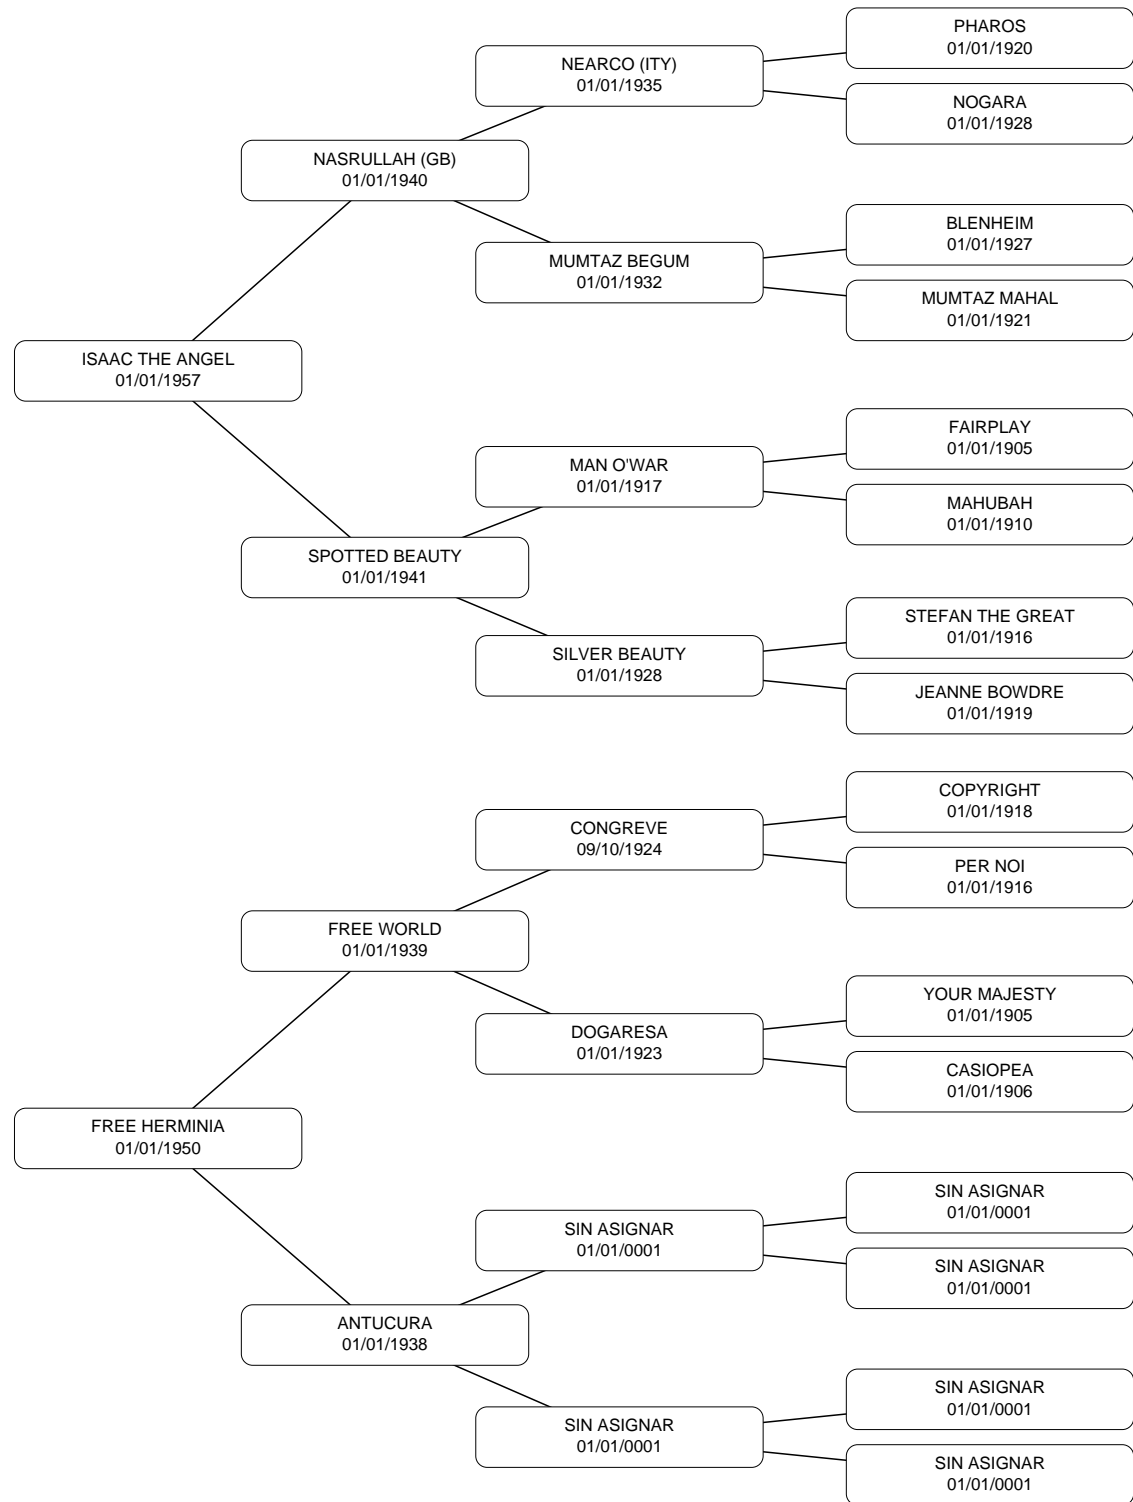 PHAROS
01/01/1920
NEARCO (ITY)
01/01/1935
NOGARA
01/01/1928
NASRULLAH (GB)
01/01/1940
BLENHEIM
01/01/1927
MUMTAZ BEGUM
01/01/1932
MUMTAZ MAHAL
01/01/1921
ISAAC THE ANGEL
01/01/1957
FAIRPLAY
01/01/1905
MAN O'WAR
01/01/1917
MAHUBAH
01/01/1910
SPOTTED BEAUTY
01/01/1941
STEFAN THE GREAT
01/01/1916
SILVER BEAUTY
01/01/1928
JEANNE BOWDRE
01/01/1919
COPYRIGHT
01/01/1918
CONGREVE
09/10/1924
PER NOI
01/01/1916
FREE WORLD
01/01/1939
YOUR MAJESTY
01/01/1905
DOGARESA
01/01/1923
CASIOPEA
01/01/1906
FREE HERMINIA
01/01/1950
SIN ASIGNAR
01/01/0001
SIN ASIGNAR
01/01/0001
SIN ASIGNAR
01/01/0001
ANTUCURA
01/01/1938
SIN ASIGNAR
01/01/0001
SIN ASIGNAR
01/01/0001
SIN ASIGNAR
01/01/0001